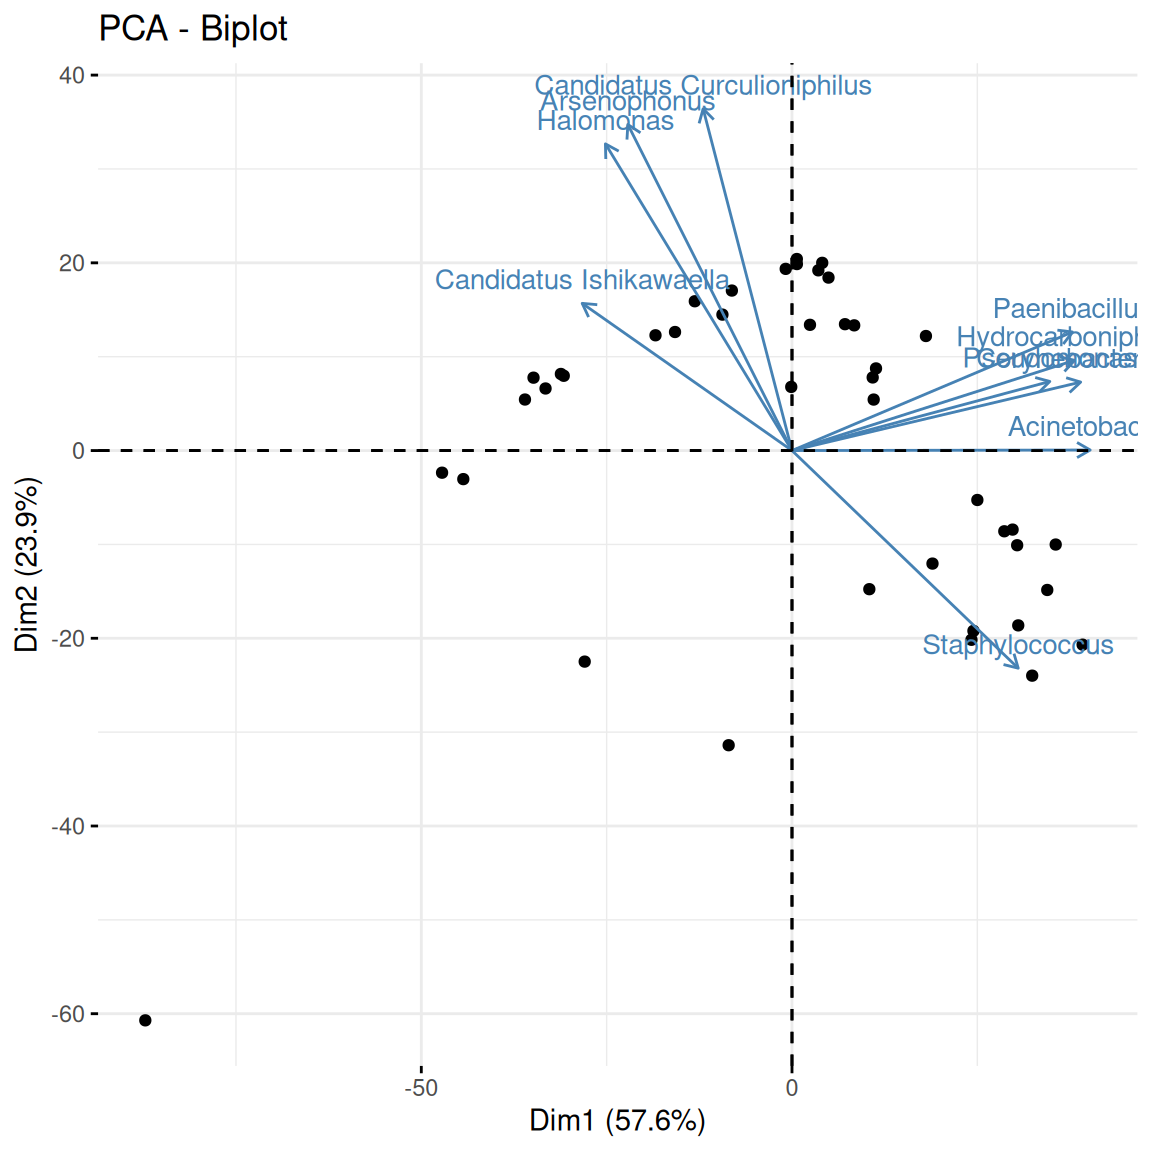 PCA - Biplot
40
20
0
-20
-40
-60
Dim2 (23.9%)
Candidatus Curculioniphilus
Arsenophonus
Halomonas
Candidatus Ishikawaella
Paenibacillu
Hydrocarboniph
Acinetobac
Staphylococcus
-50
0
Dim1 (57.6%)